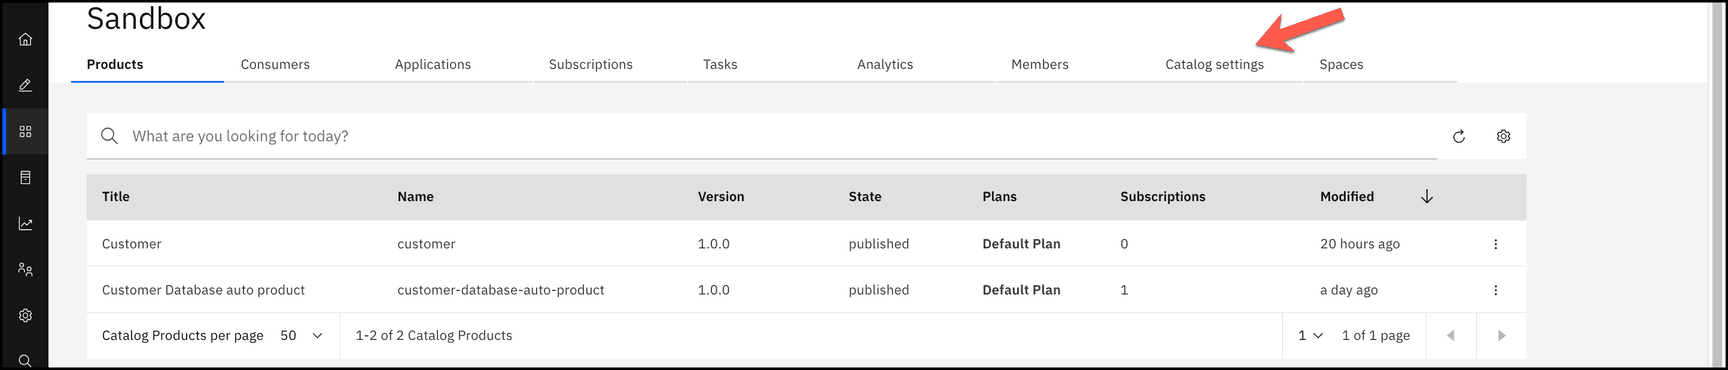 Sandbox
Products Consumers Applications Subscriptions Tasks Analytics Members Catalog settings Spaces
What are you looking for today?
Title Name Version State Plans Subscriptions Modified
Customer customer 1.0.0 published Default Plan 0 20 hours ago
Customer Database auto product customer-database-auto-product 1.0.0 published Default Plan 1 a day ago
Catalog Products per page 50 1-2 of 2 Catalog Products 1 1 of 1 page